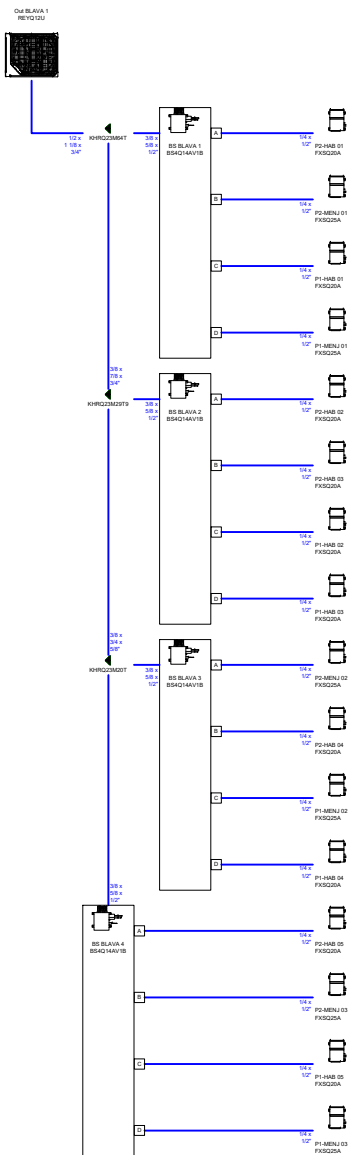 Out BLAVA 1
REYQ12U
1/2 x
1 1/8 x
3/4"
KHRQ23M64T
3/8 x
5/8 x
1/2"
BS BLAVA 1
BS4Q14AV1B
A
1/4 x
1/2"
P2-HAB 01
FXSQ20A
B
1/4 x
1/2"
P2-MENJ 01
FXSQ25A
C
1/4 x
1/2"
P1-HAB 01
FXSQ20A
D
1/4 x
1/2"
P1-MENJ 01
FXSQ25A
3/8 x
7/8 x
3/4"
KHRQ23M29T9
3/8 x
5/8 x
1/2"
BS BLAVA 2
BS4Q14AV1B
A
1/4 x
1/2"
P2-HAB 02
FXSQ20A
B
1/4 x
1/2"
P2-HAB 03
FXSQ20A
C
1/4 x
1/2"
P1-HAB 02
FXSQ20A
D
1/4 x
1/2"
P1-HAB 03
FXSQ20A
3/8 x
3/4 x
5/8"
KHRQ23M20T
3/8 x
5/8 x
1/2"
BS BLAVA 3
BS4Q14AV1B
A
1/4 x
1/2"
P2-MENJ 02
FXSQ25A
B
1/4 x
1/2"
P2-HAB 04
FXSQ20A
C
1/4 x
1/2"
P1-MENJ 02
FXSQ25A
D
1/4 x
1/2"
P1-HAB 04
FXSQ20A
3/8 x
5/8 x
1/2"
BS BLAVA 4
BS4Q14AV1B
A
1/4 x
1/2"
P2-HAB 05
FXSQ20A
B
1/4 x
1/2"
P2-MENJ 03
FXSQ25A
C
1/4 x
1/2"
P1-HAB 05
FXSQ20A
D
1/4 x
1/2"
P1-MENJ 03
FXSQ25A